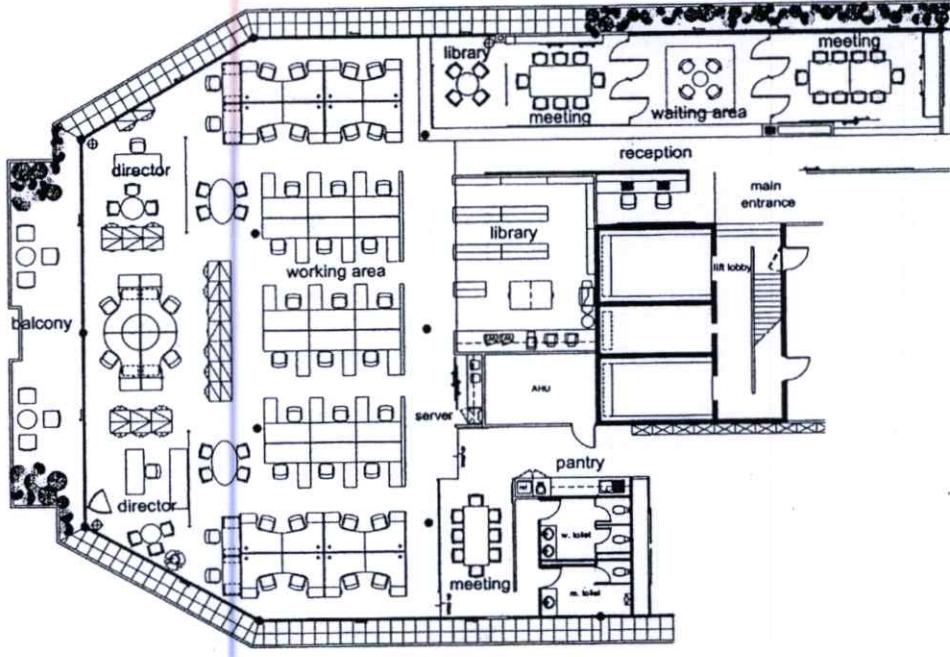 library
meeting
meeting
waiting area
reception
main
entrance
director
library
lift lobby
working area
balcony
AHU
server
pantry
director
w. toilet
meeting
m. toilet